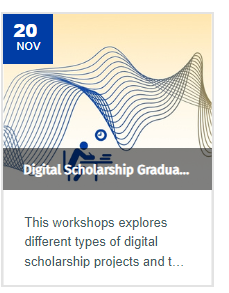 20
NOV
Digital Scholarship Gradua...
This workshops explores
different types of digital
scholarship projects and t...